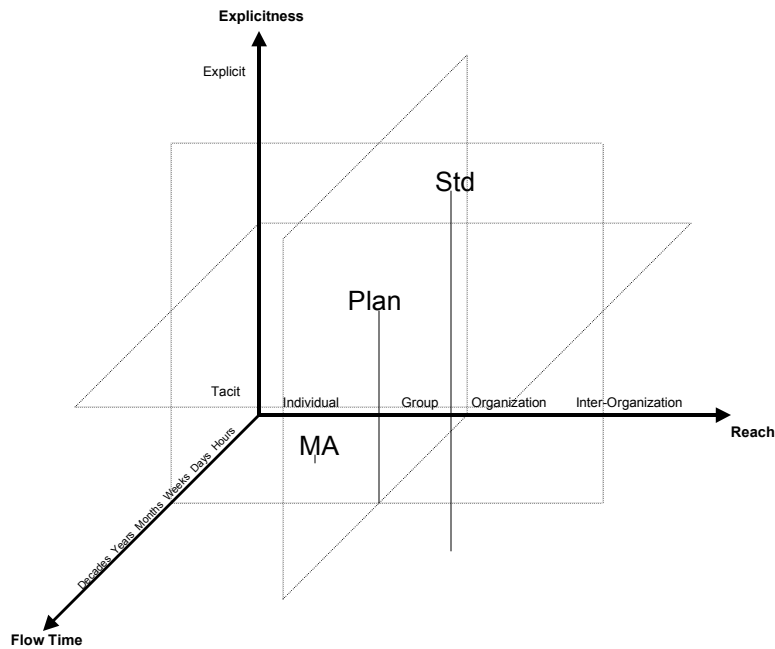 Explicitness
Explicit
Std
Plan
Tacit
Individual
Group
Organization
Inter-Organization
Reach
MA
Decades Years Months Weeks Days Hours
Flow Time